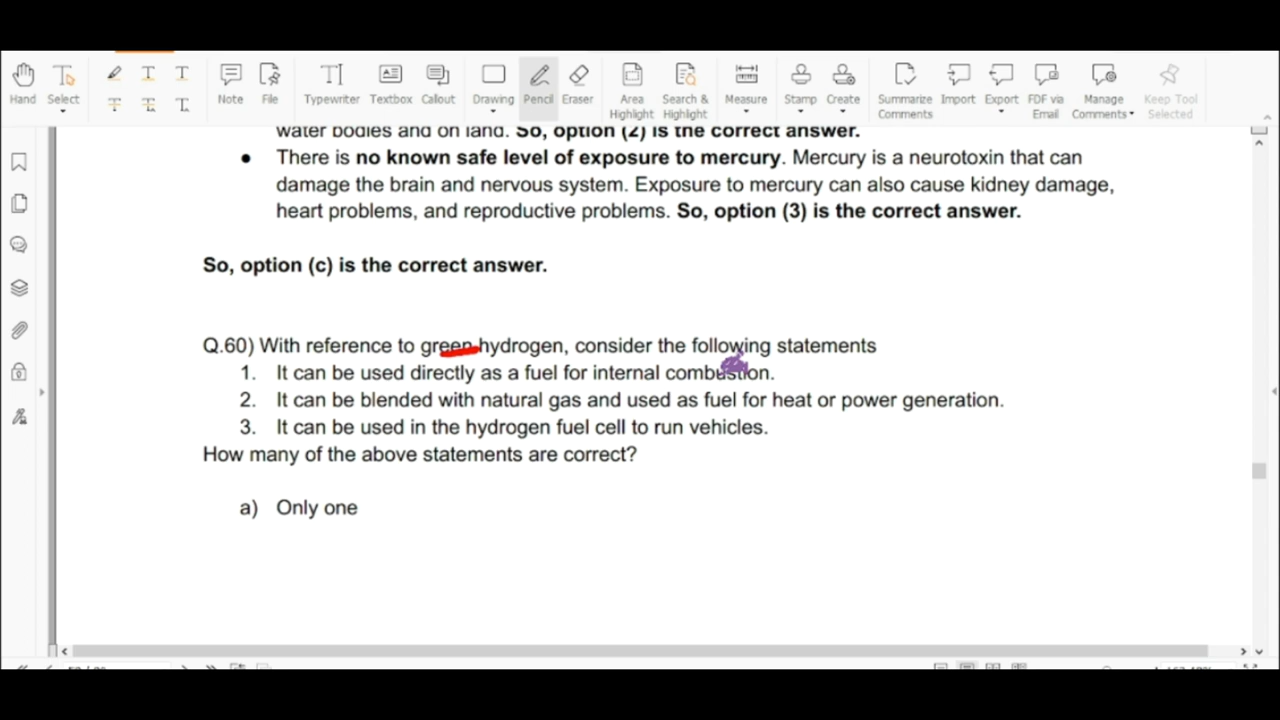 Hand Select Note File Typewriter Textbox Callout Drawing Pencil Eraser Area Highlight Search & Highlight Measure Stamp Create Summarize Comments Import Export FDF via Email Manage Comments Keep Tool Selected
water bodies and on land. So, option (2) is the correct answer.
● There is no known safe level of exposure to mercury. Mercury is a neurotoxin that can
damage the brain and nervous system. Exposure to mercury can also cause kidney damage,
heart problems, and reproductive problems. So, option (3) is the correct answer.
So, option (c) is the correct answer.
Q.60) With reference to green hydrogen, consider the following statements
1. It can be used directly as a fuel for internal combustion.
2. It can be blended with natural gas and used as fuel for heat or power generation.
3. It can be used in the hydrogen fuel cell to run vehicles.
How many of the above statements are correct?
a) Only one